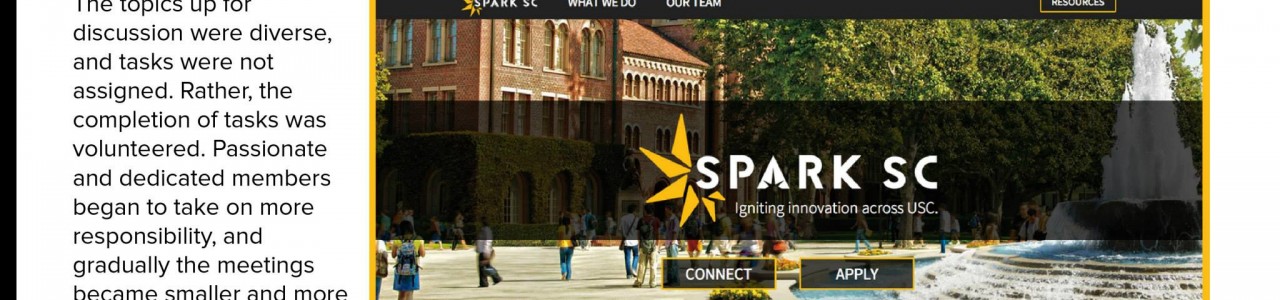 The topics up for
discussion were diverse,
and tasks were not
assigned. Rather, the
completion of tasks was
volunteered. Passionate
and dedicated members
began to take on more
responsibility, and
gradually the meetings
became smaller and more
SPARK SC WHAT WE DO OUR TEAM RESOURCES
SPARK SC
Igniting innovation across USC.
CONNECT APPLY